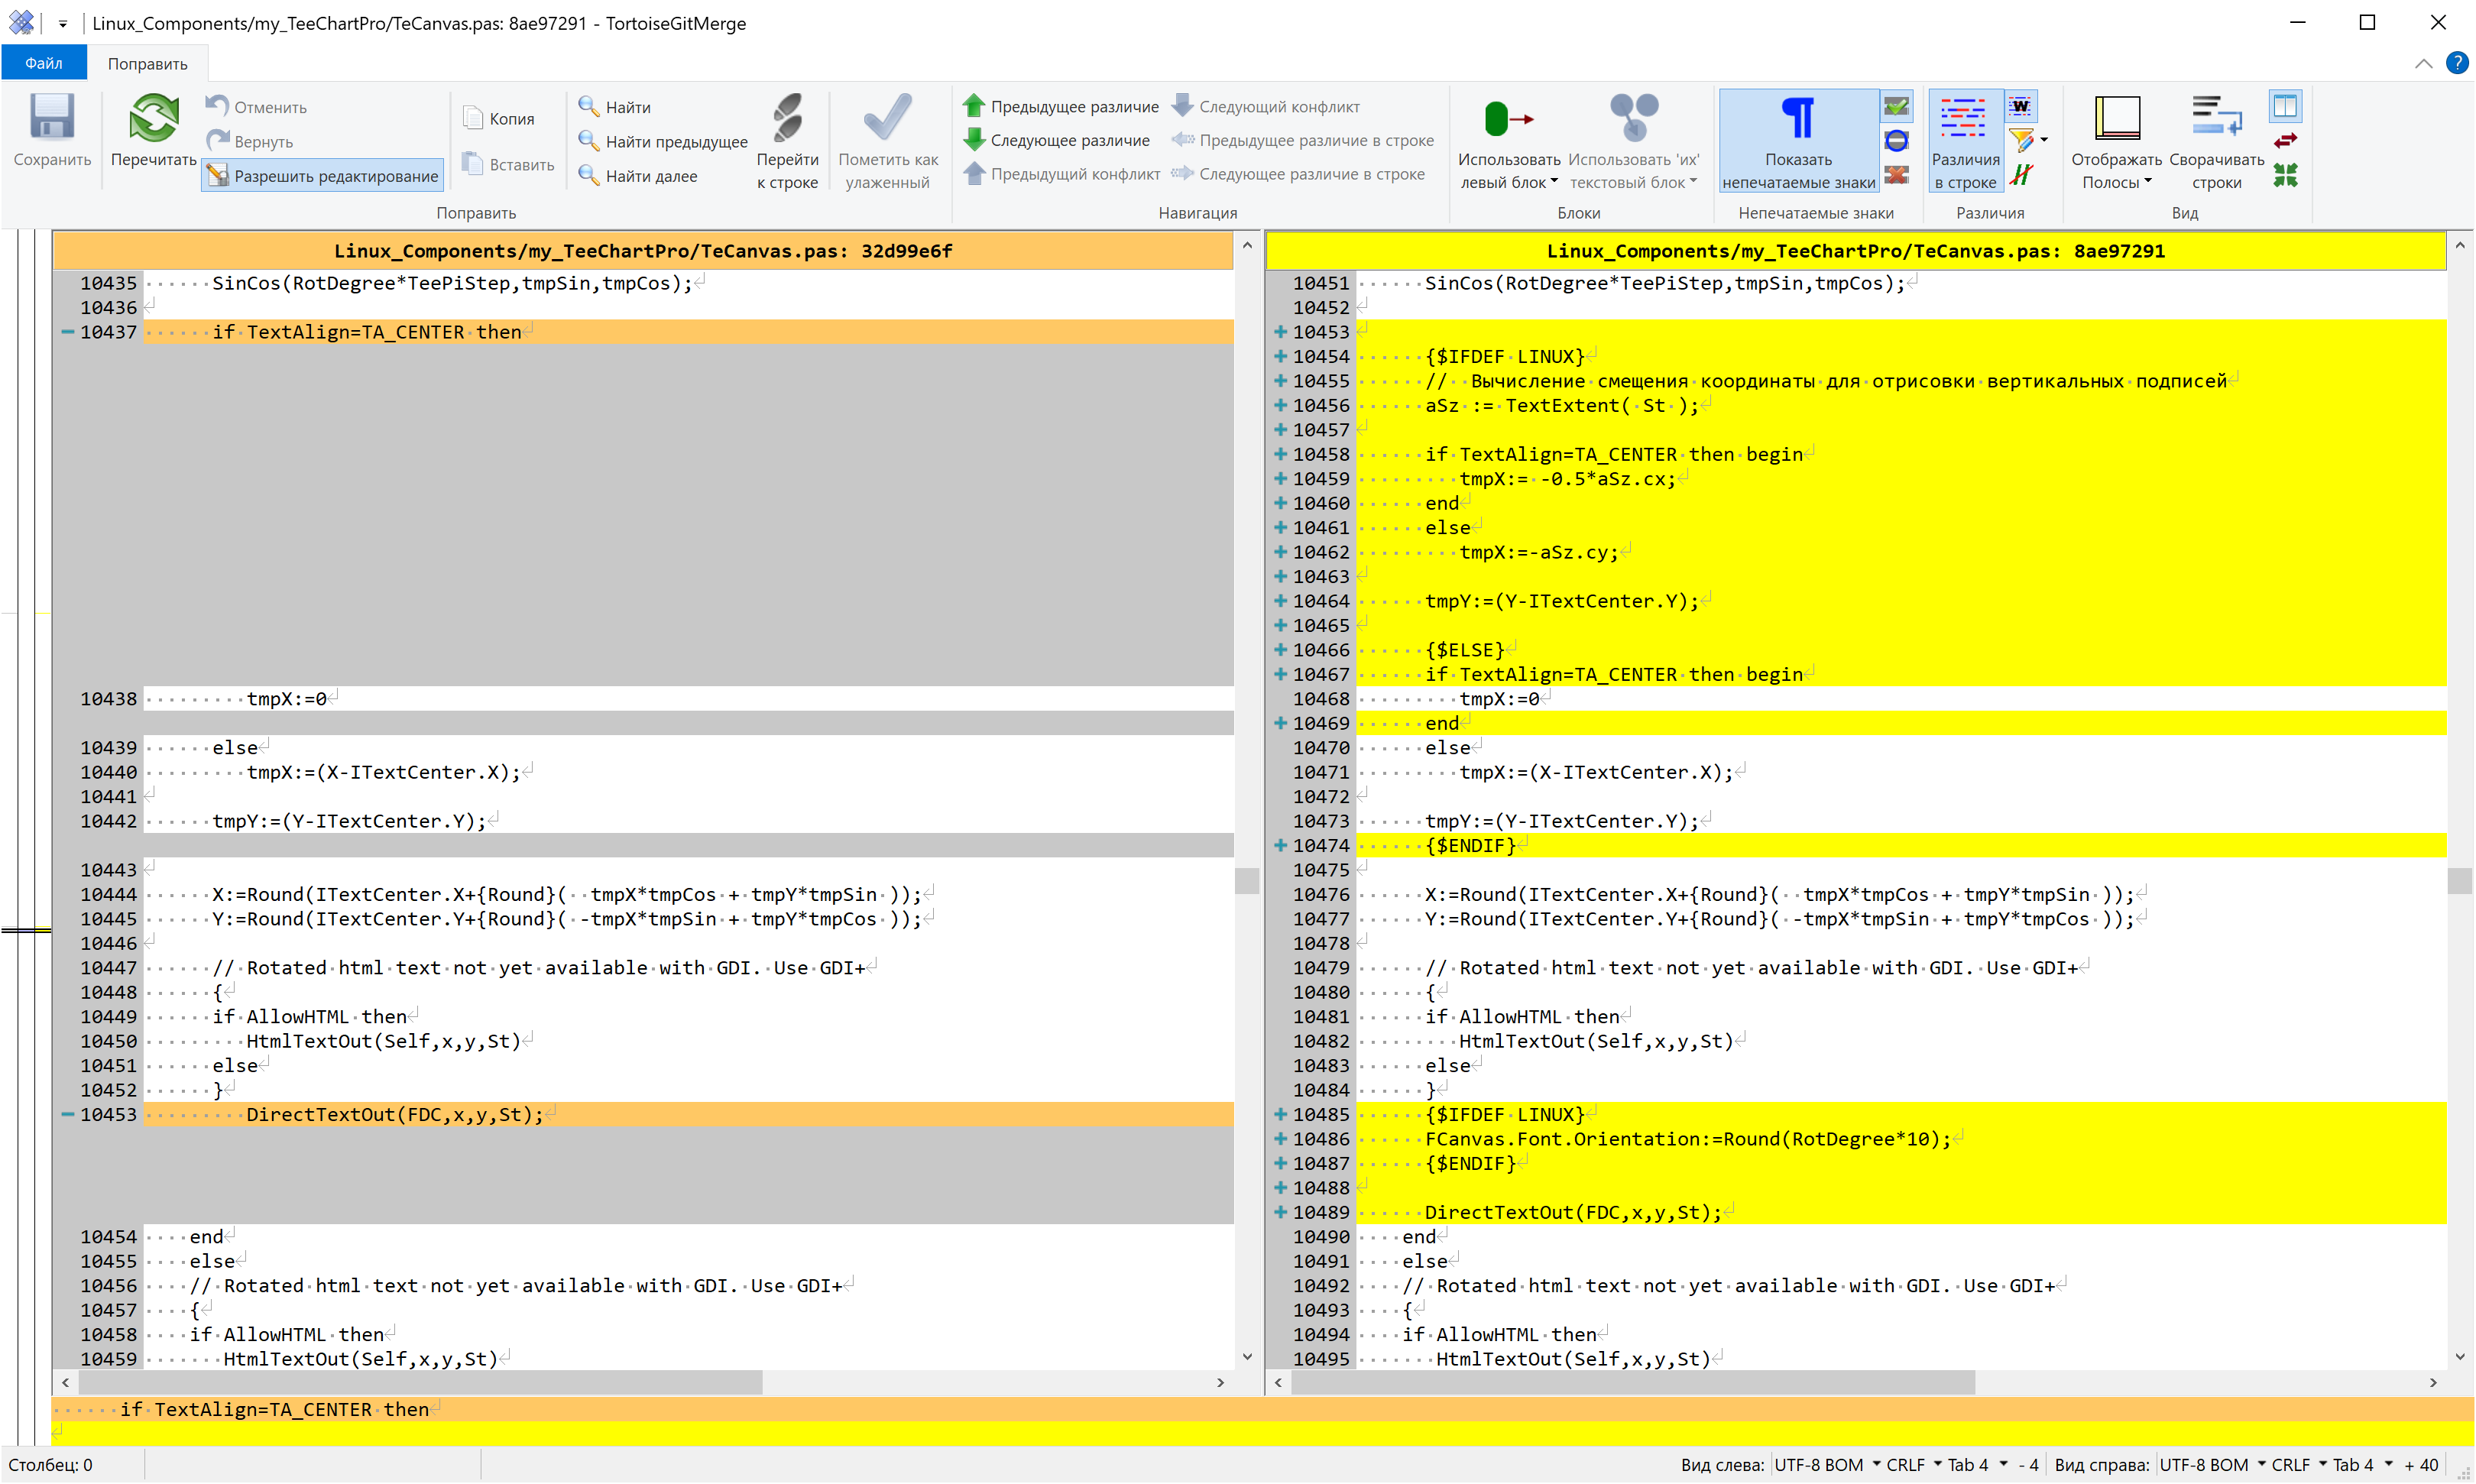 Linux_Components/my_TeeChartPro/TeCanvas.pas: 8ae97291 - TortoiseGitMerge
Файл
Поправить
Сохранить
Перечитать
Отменить
Вернуть
Разрешить редактирование
Копия
Вставить
Найти
Найти предыдущее
Найти далее
Перейти к строке
Пометить как улаженный
Поправить
Предыдущее различие
Следующее различие
Предыдущий конфликт
Следующий конфликт
Предыдущее различие в строке
Следующее различие в строке
Навигация
Использовать левый блок
Использовать 'их' текстовый блок
Блоки
Показать непечатаемые знаки
Непечатаемые знаки
Различия в строке
Различия
Отображать Полосы
Сворачивать строки
Вид
Linux_Components/my_TeeChartPro/TeCanvas.pas: 32d99e6f
10435 SinCos(RotDegree*TeePiStep,tmpSin,tmpCos);
10436
10437 if TextAlign=TA_CENTER then
10438 tmpX:=0
10439 else
10440 tmpX:=(X-ITextCenter.X);
10441
10442 tmpY:=(Y-ITextCenter.Y);
10443
10444 X:=Round(ITextCenter.X+{Round}(  tmpX*tmpCos + tmpY*tmpSin ));
10445 Y:=Round(ITextCenter.Y+{Round}( -tmpX*tmpSin + tmpY*tmpCos ));
10446
10447 // Rotated html text not yet available with GDI.  Use GDI+
10448 {
10449 if AllowHTML then
10450 HtmlTextOut(Self,x,y,St)
10451 else
10452 }
10453 DirectTextOut(FDC,x,y,St);
10454 end
10455 else
10456 // Rotated html text not yet available with GDI.  Use GDI+
10457 {
10458 if AllowHTML then
10459 HtmlTextOut(Self,x,y,St)
Linux_Components/my_TeeChartPro/TeCanvas.pas: 8ae97291
10451 SinCos(RotDegree*TeePiStep,tmpSin,tmpCos);
10452
10453
10454 {$IFDEF LINUX}
10455 //  Вычисление смещения координаты для отрисовки вертикальных подписей
10456 aSz := TextExtent( St );
10457
10458 if TextAlign=TA_CENTER then begin
10459 tmpX:= -0.5*aSz.cx;
10460 end
10461 else
10462 tmpX:=-aSz.cy;
10463
10464 tmpY:=(Y-ITextCenter.Y);
10465
10466 {$ELSE}
10467 if TextAlign=TA_CENTER then begin
10468 tmpX:=0
10469 end
10470 else
10471 tmpX:=(X-ITextCenter.X);
10472
10473 tmpY:=(Y-ITextCenter.Y);
10474 {$ENDIF}
10475
10476 X:=Round(ITextCenter.X+{Round}(  tmpX*tmpCos + tmpY*tmpSin ));
10477 Y:=Round(ITextCenter.Y+{Round}( -tmpX*tmpSin + tmpY*tmpCos ));
10478
10479 // Rotated html text not yet available with GDI.  Use GDI+
10480 {
10481 if AllowHTML then
10482 HtmlTextOut(Self,x,y,St)
10483 else
10484 }
10485 {$IFDEF LINUX}
10486 FCanvas.Font.Orientation:=Round(RotDegree*10);
10487 {$ENDIF}
10488
10489 DirectTextOut(FDC,x,y,St);
10490 end
10491 else
10492 // Rotated html text not yet available with GDI.  Use GDI+
10493 {
10494 if AllowHTML then
10495 HtmlTextOut(Self,x,y,St)
if TextAlign=TA_CENTER then
Столбец: 0
Вид слева: UTF-8 BOM CRLF Tab 4 - 4 Вид справа: UTF-8 BOM CRLF Tab 4 + 40